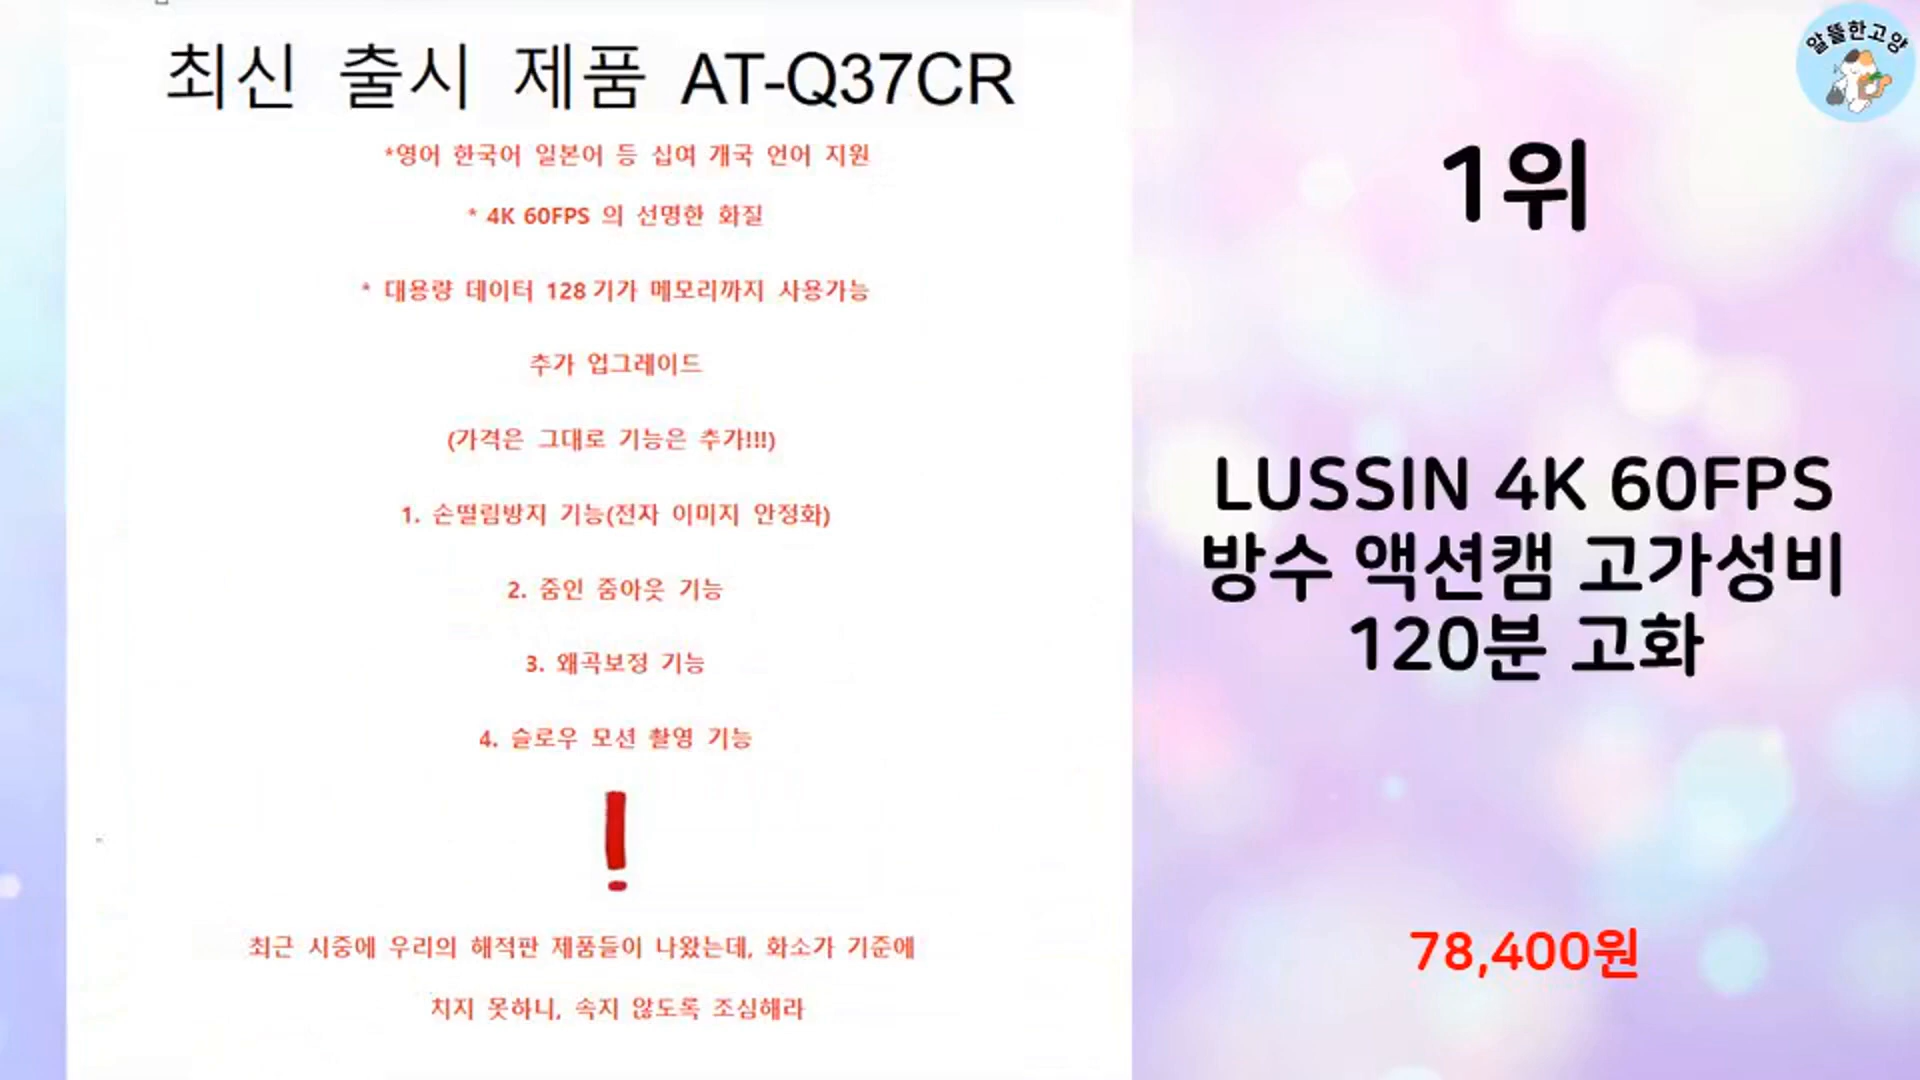 최신 출시 제품 AT-Q37CR
*영어 한국어 일본어 등 십여 개국 언어 지원
* 4K 60FPS 의 선명한 화질
* 대용량 데이터 128기가 메모리까지 사용가능
추가 업그레이드
(가격은 그대로 기능은 추가!!!)
1. 손떨림방지 기능(전자 이미지 안정화)
2. 줌인 줌아웃 기능
3. 왜곡보정 기능
4. 슬로우 모션 촬영 기능
!
최근 시중에 우리의 해적판 제품들이 나왔는데, 화소가 기준에
치지 못하니, 속지 않도록 조심해라
알뜰한고양
1위
LUSSIN 4K 60FPS
방수 액션캠 고가성비
120분 고화
78,400원